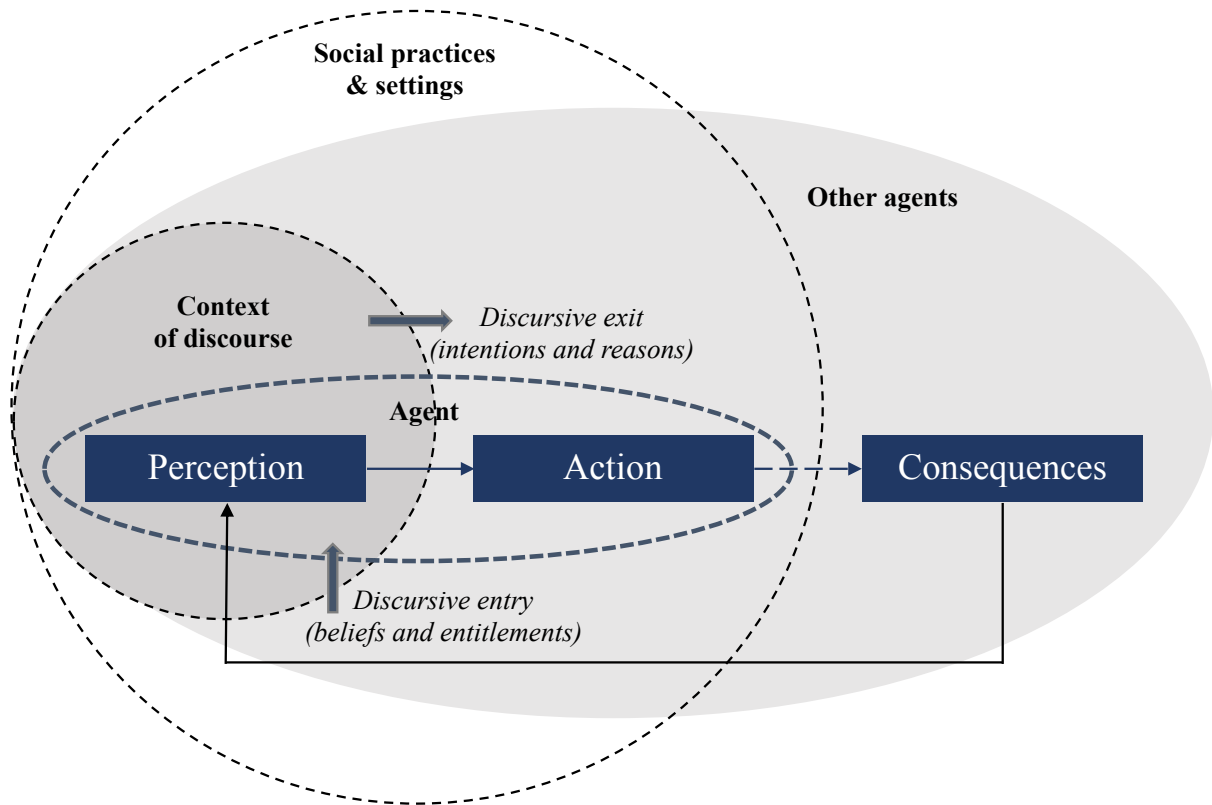 Social practices
& settings
Other agents
Context
of discourse
Discursive exit
(intentions and reasons)
Agent
Perception
Action
Consequences
Discursive entry
(beliefs and entitlements)